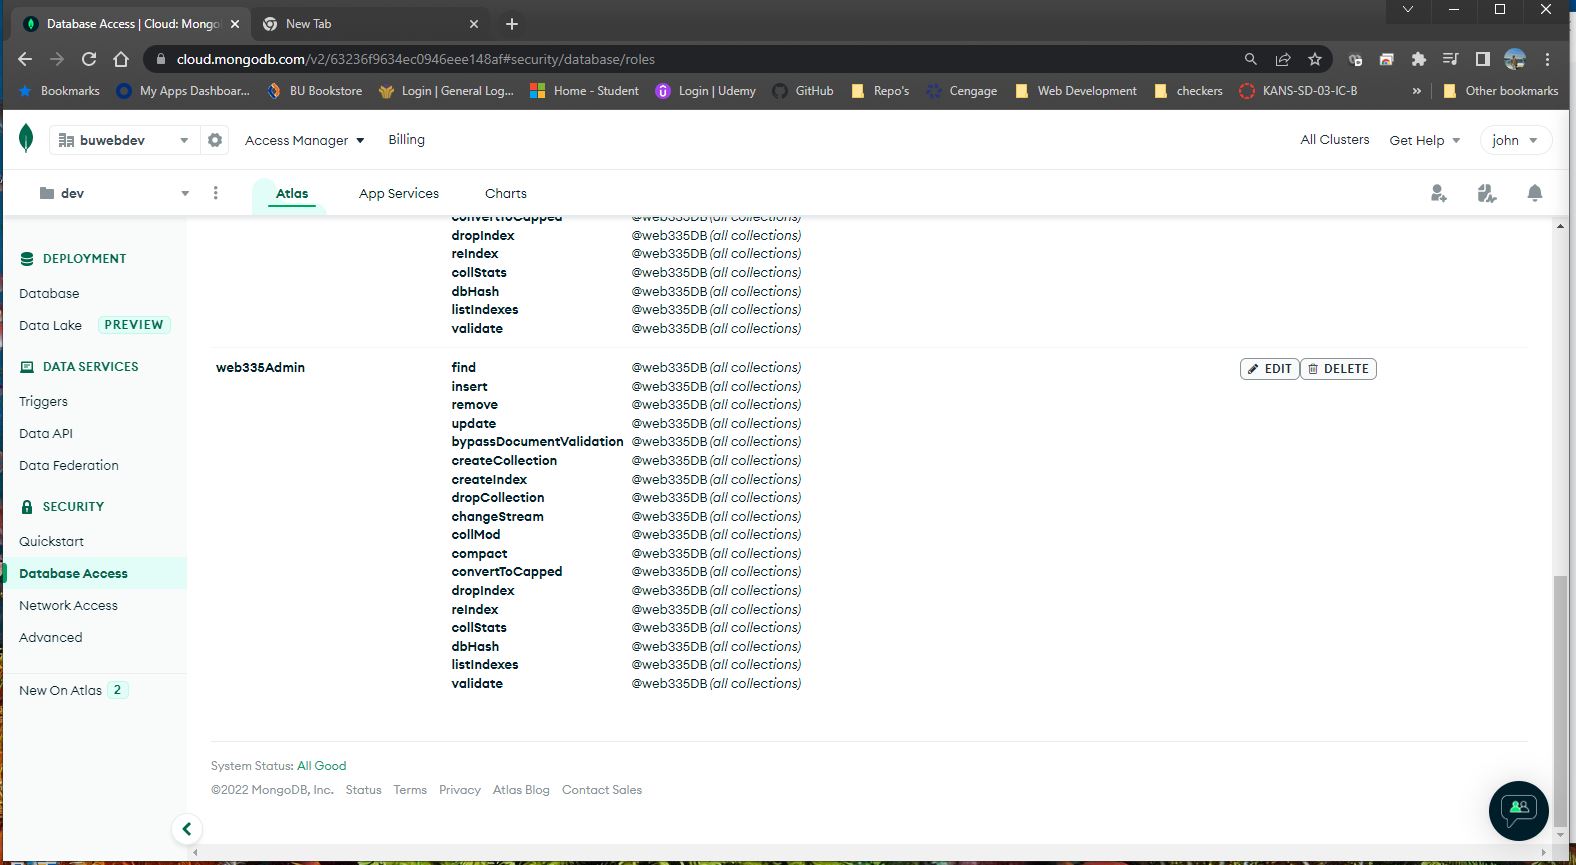 Database Access | Cloud: Mongo
New Tab
cloud.mongodb.com/v2/63236f9634ec0946eee148af#security/database/roles
Bookmarks My Apps Dashboar... BU Bookstore Login | General Log... Home - Student Login | Udemy GitHub Repo's Cengage Web Development checkers KANS-SD-03-IC-B » Other bookmarks
buwebdev Access Manager Billing All Clusters Get Help john
dev Atlas App Services Charts
DEPLOYMENT
Database
Data Lake PREVIEW
DATA SERVICES
Triggers
Data API
Data Federation
SECURITY
Quickstart
Database Access
Network Access
Advanced
New On Atlas 2
convertToCapped @web335DB (all collections)
dropIndex @web335DB (all collections)
reIndex @web335DB (all collections)
collStats @web335DB (all collections)
dbHash @web335DB (all collections)
listIndexes @web335DB (all collections)
validate @web335DB (all collections)
web335Admin find @web335DB (all collections) EDIT DELETE
insert @web335DB (all collections)
remove @web335DB (all collections)
update @web335DB (all collections)
bypassDocumentValidation @web335DB (all collections)
createCollection @web335DB (all collections)
createIndex @web335DB (all collections)
dropCollection @web335DB (all collections)
changeStream @web335DB (all collections)
collMod @web335DB (all collections)
compact @web335DB (all collections)
convertToCapped @web335DB (all collections)
dropIndex @web335DB (all collections)
reIndex @web335DB (all collections)
collStats @web335DB (all collections)
dbHash @web335DB (all collections)
listIndexes @web335DB (all collections)
validate @web335DB (all collections)
System Status: All Good
©2022 MongoDB, Inc. Status Terms Privacy Atlas Blog Contact Sales